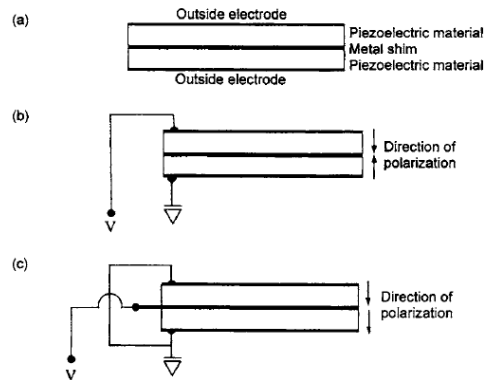 (a)
Outside electrode
Piezoelectric material
Metal shim
Piezoelectric material
Outside electrode
(b)
Direction of
polarization
V
(c)
Direction of
polarization
V